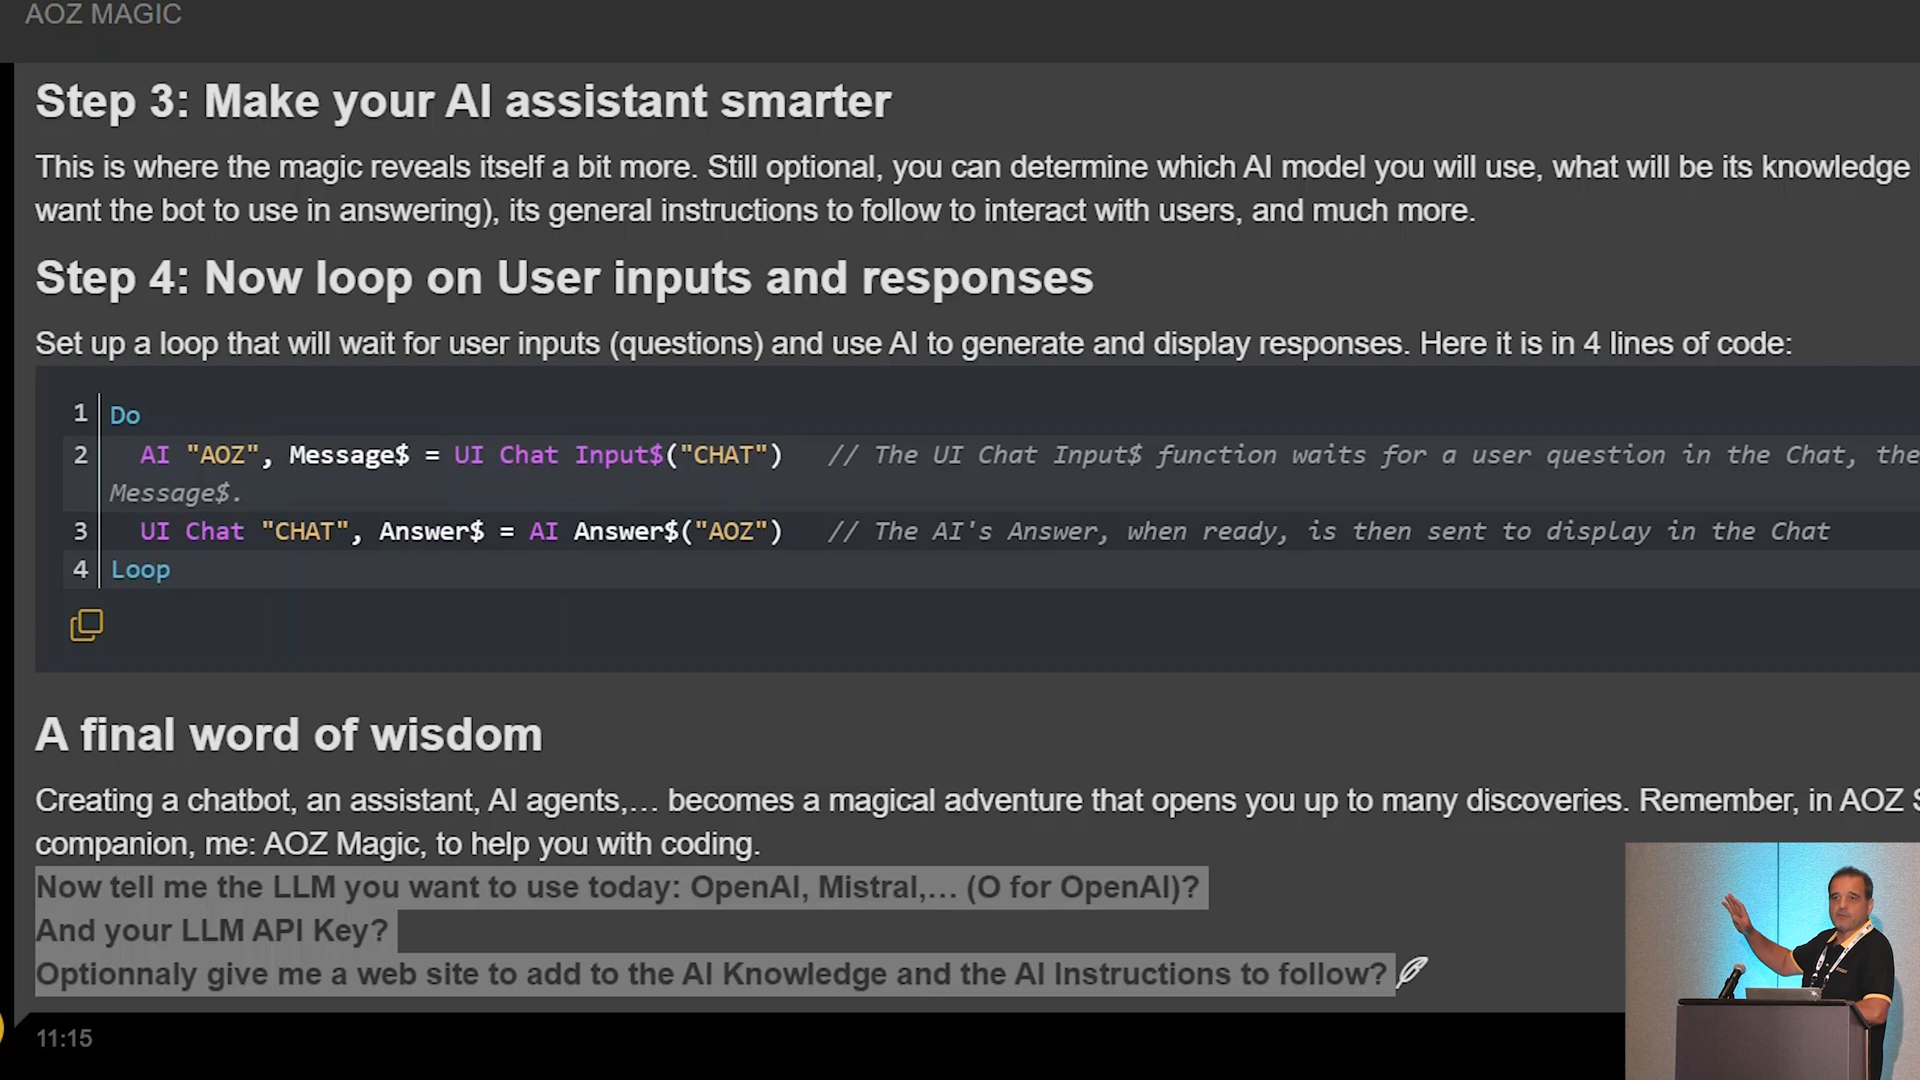 AOZ MAGIC
Step 3: Make your AI assistant smarter
This is where the magic reveals itself a bit more. Still optional, you can determine which AI model you will use, what will be its knowledge
want the bot to use in answering), its general instructions to follow to interact with users, and much more.
Step 4: Now loop on User inputs and responses
Set up a loop that will wait for user inputs (questions) and use AI to generate and display responses. Here it is in 4 lines of code:
1 Do
2 AI "AOZ", Message$ = UI Chat Input$("CHAT") // The UI Chat Input$ function waits for a user question in the Chat, the
Message$.
3 UI Chat "CHAT", Answer$ = AI Answer$("AOZ") // The AI's Answer, when ready, is then sent to display in the Chat
4 Loop
A final word of wisdom
Creating a chatbot, an assistant, AI agents,... becomes a magical adventure that opens you up to many discoveries. Remember, in AOZ S
companion, me: AOZ Magic, to help you with coding.
Now tell me the LLM you want to use today: OpenAI, Mistral,... (O for OpenAI)?
And your LLM API Key?
Optionnaly give me a web site to add to the AI Knowledge and the AI Instructions to follow?
11:15